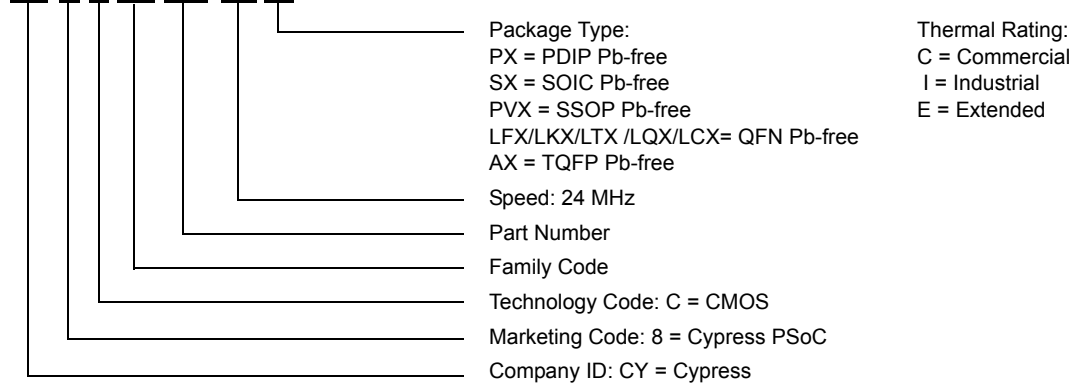 Package Type:
PX = PDIP Pb-free
SX = SOIC Pb-free
PVX = SSOP Pb-free
LFX/LKX/LTX /LQX/LCX= QFN Pb-free
AX = TQFP Pb-free
Thermal Rating:
C = Commercial
I = Industrial
E = Extended
Speed: 24 MHz
Part Number
Family Code
Technology Code: C = CMOS
Marketing Code: 8 = Cypress PSoC
Company ID: CY = Cypress